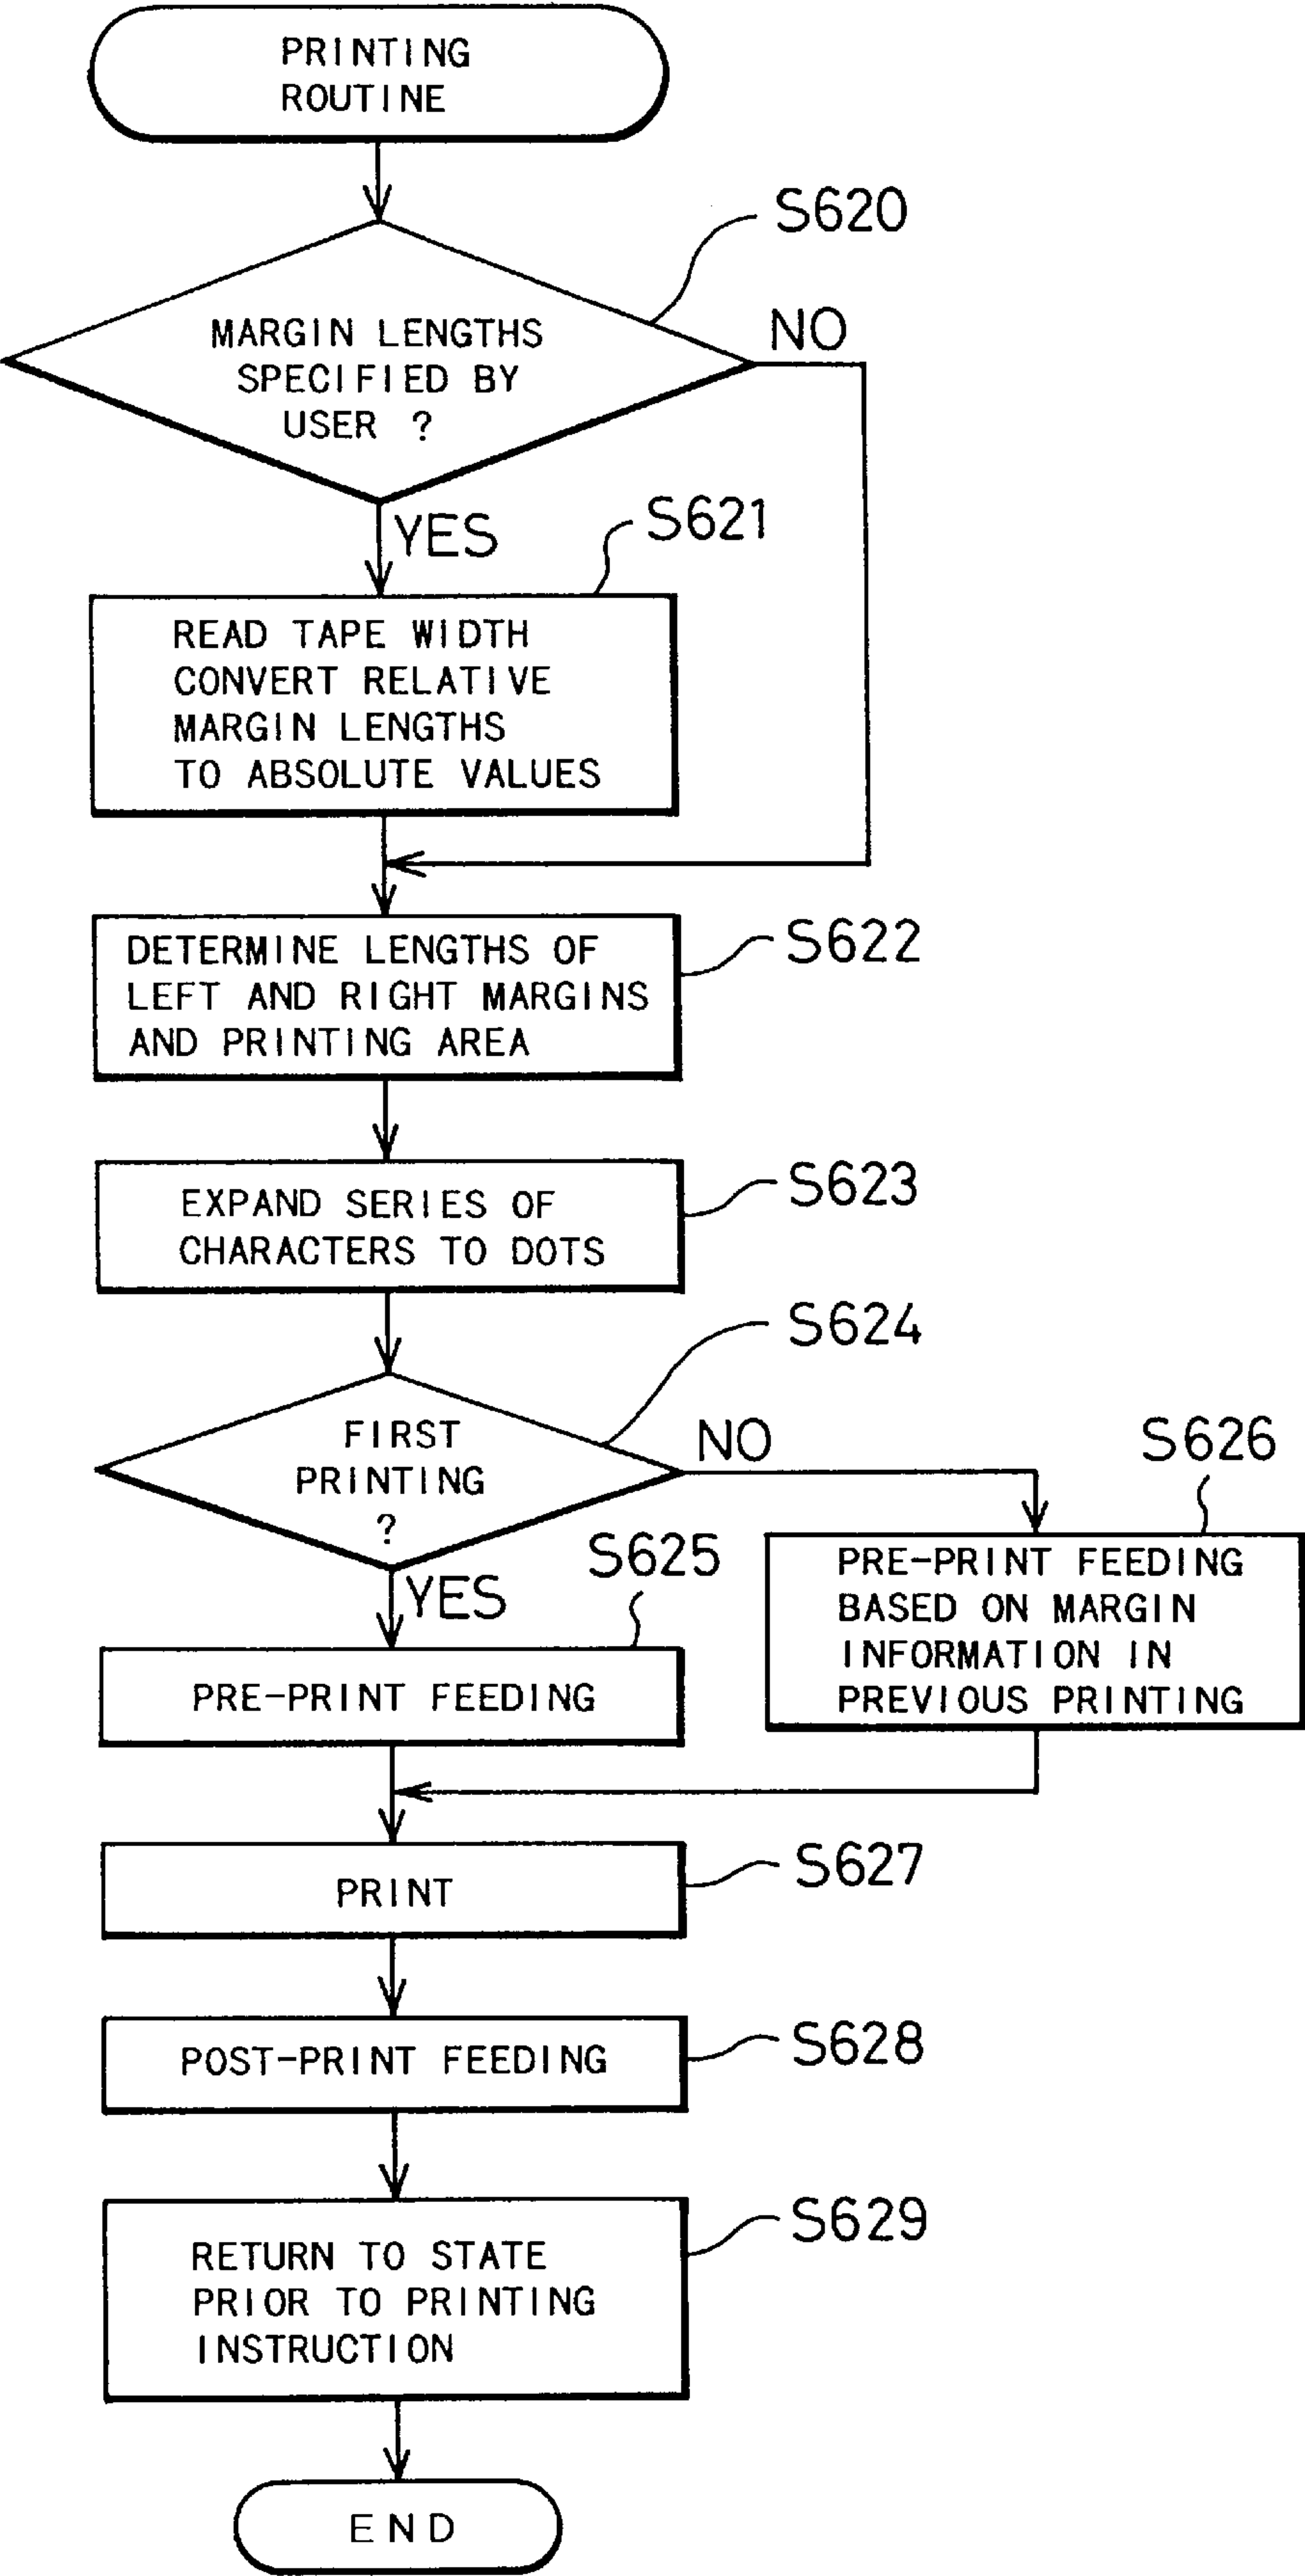 PRINTING
ROUTINE
S620
MARGIN LENGTHS
SPECIFIED BY
USER ?
NO
YES
S621
READ TAPE WIDTH
CONVERT RELATIVE
MARGIN LENGTHS
TO ABSOLUTE VALUES
S622
DETERMINE LENGTHS OF
LEFT AND RIGHT MARGINS
AND PRINTING AREA
S623
EXPAND SERIES OF
CHARACTERS TO DOTS
S624
FIRST
PRINTING
?
NO
YES
S625
PRE-PRINT FEEDING
S626
PRE-PRINT FEEDING
BASED ON MARGIN
INFORMATION IN
PREVIOUS PRINTING
S627
PRINT
S628
POST-PRINT FEEDING
S629
RETURN TO STATE
PRIOR TO PRINTING
INSTRUCTION
END